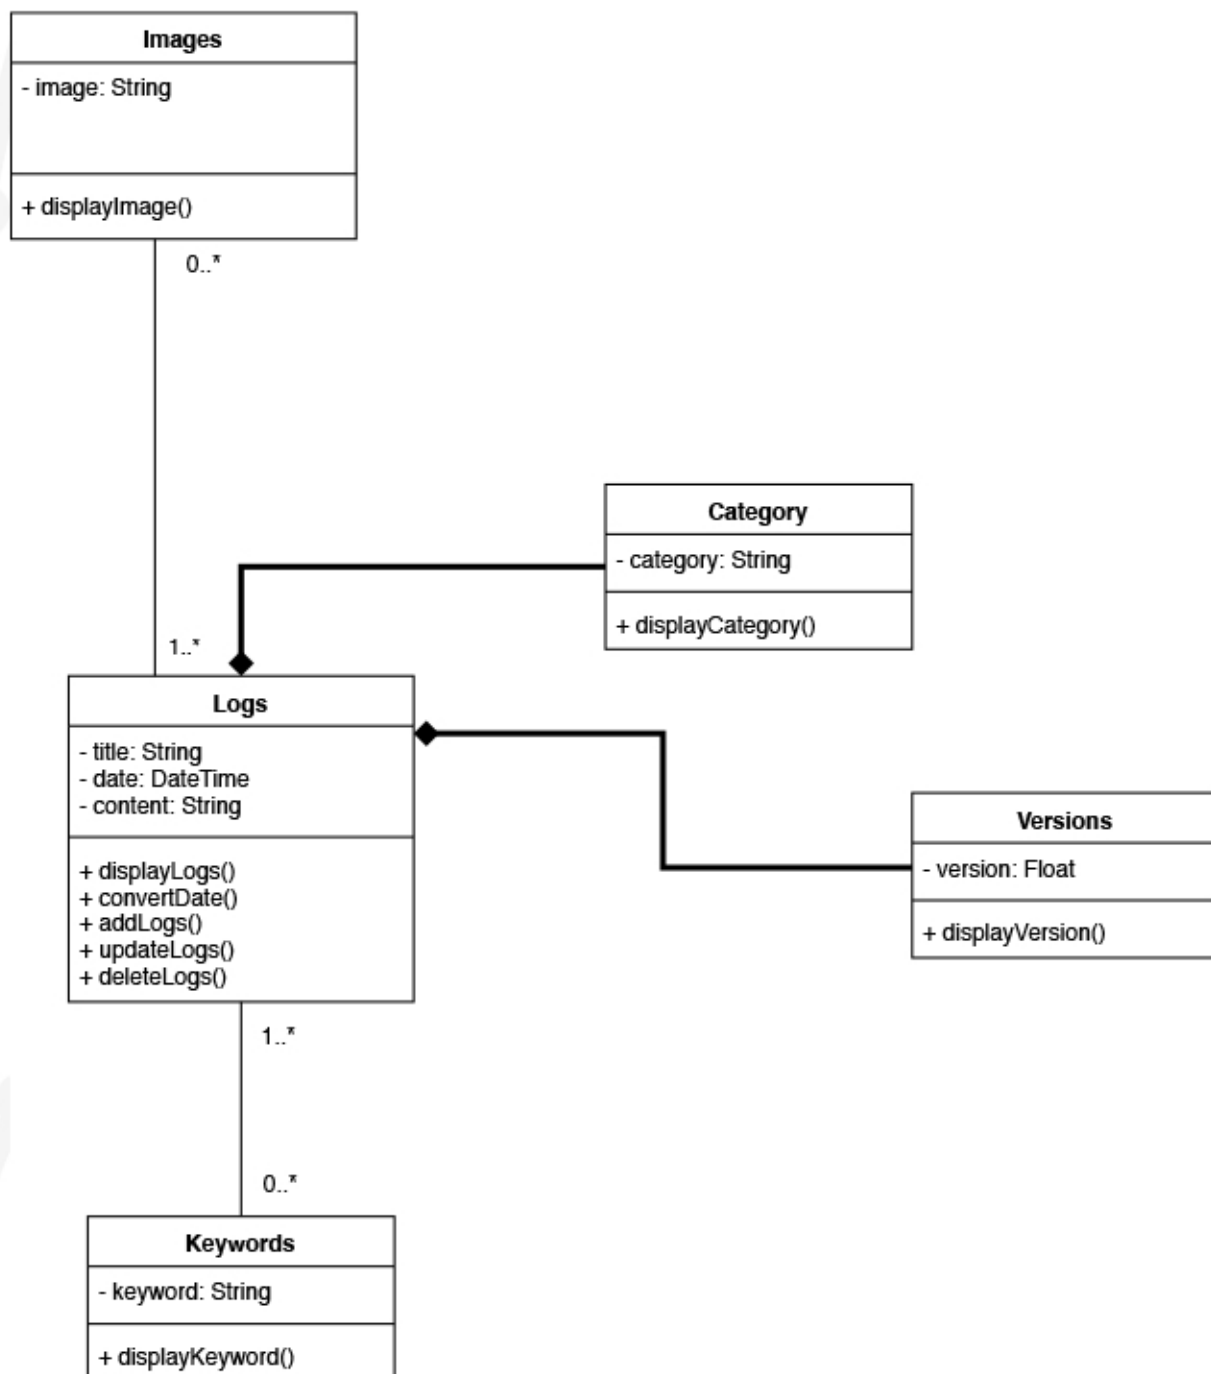 Images
- image: String
+ displayImage()
0..*
1..*
Category
- category: String
+ displayCategory()
Logs
- title: String
- date: DateTime
- content: String
+ displayLogs()
+ convertDate()
+ addLogs()
+ updateLogs()
+ deleteLogs()
Versions
- version: Float
+ displayVersion()
1..*
0..*
Keywords
- keyword: String
+ displayKeyword()